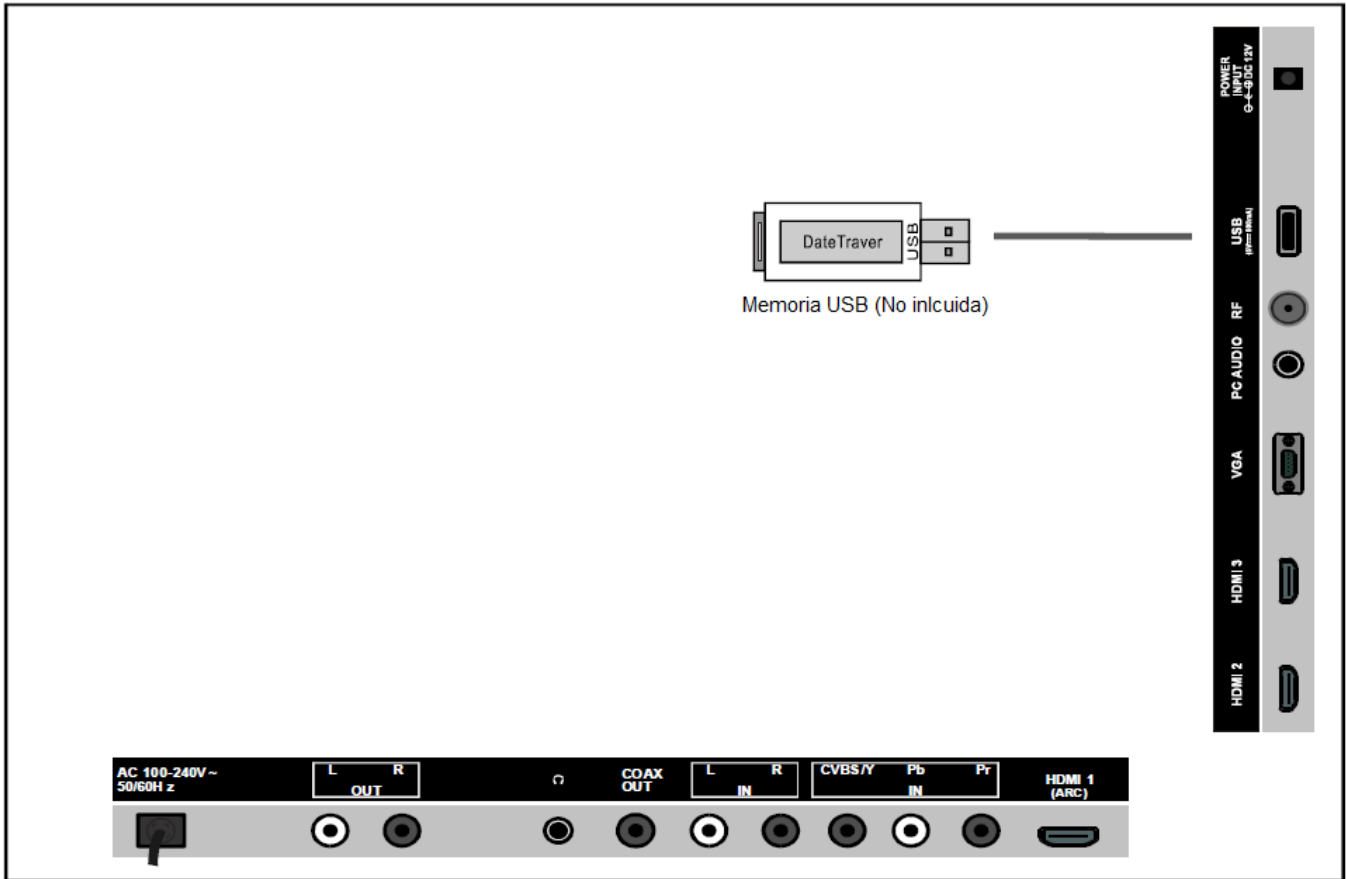 POWER
INPUT
DC 12V
USB
RF
PC AUDIO
VGA
HDMI 3
HDMI 2
DateTraver
USB
Memoria USB (No inlcuida)
AC 100-240V~
50/60H z
L R
OUT
COAX
OUT
L R
IN
CVBS/Y Pb Pr
IN
HDMI 1
(ARC)